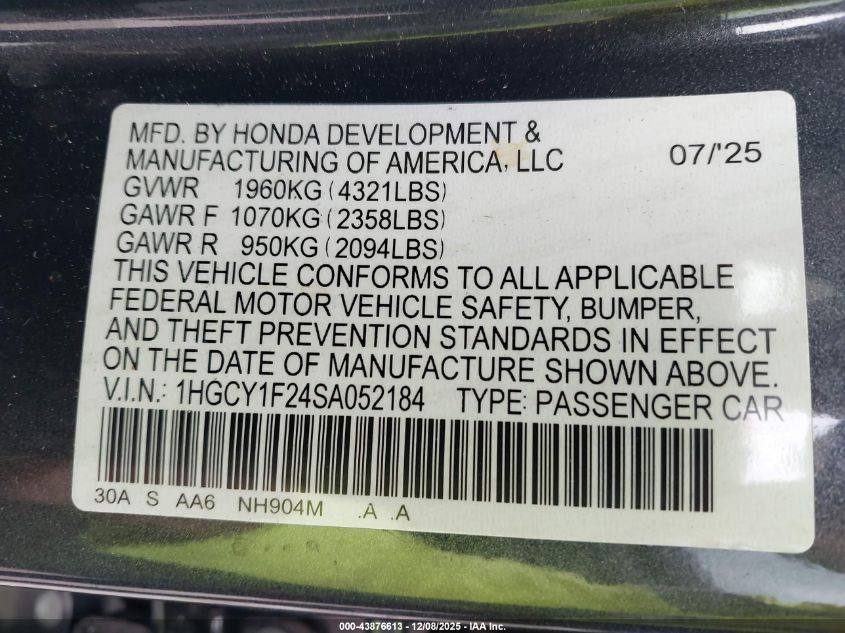 MFD. BY HONDA DEVELOPMENT &
MANUFACTURING OF AMERICA, LLC 07/'25
GVWR 1960KG (4321LBS)
GAWR F 1070KG (2358LBS)
GAWR R 950KG (2094LBS)
THIS VEHICLE CONFORMS TO ALL APPLICABLE
FEDERAL MOTOR VEHICLE SAFETY, BUMPER,
AND THEFT PREVENTION STANDARDS IN EFFECT
ON THE DATE OF MANUFACTURE SHOWN ABOVE.
V.I.N.: 1HGCY1F24SA052184 TYPE: PASSENGER CAR
30A S AA6 NH904M .A .A
000-43876613 - 12/08/2025 - IAA Inc.